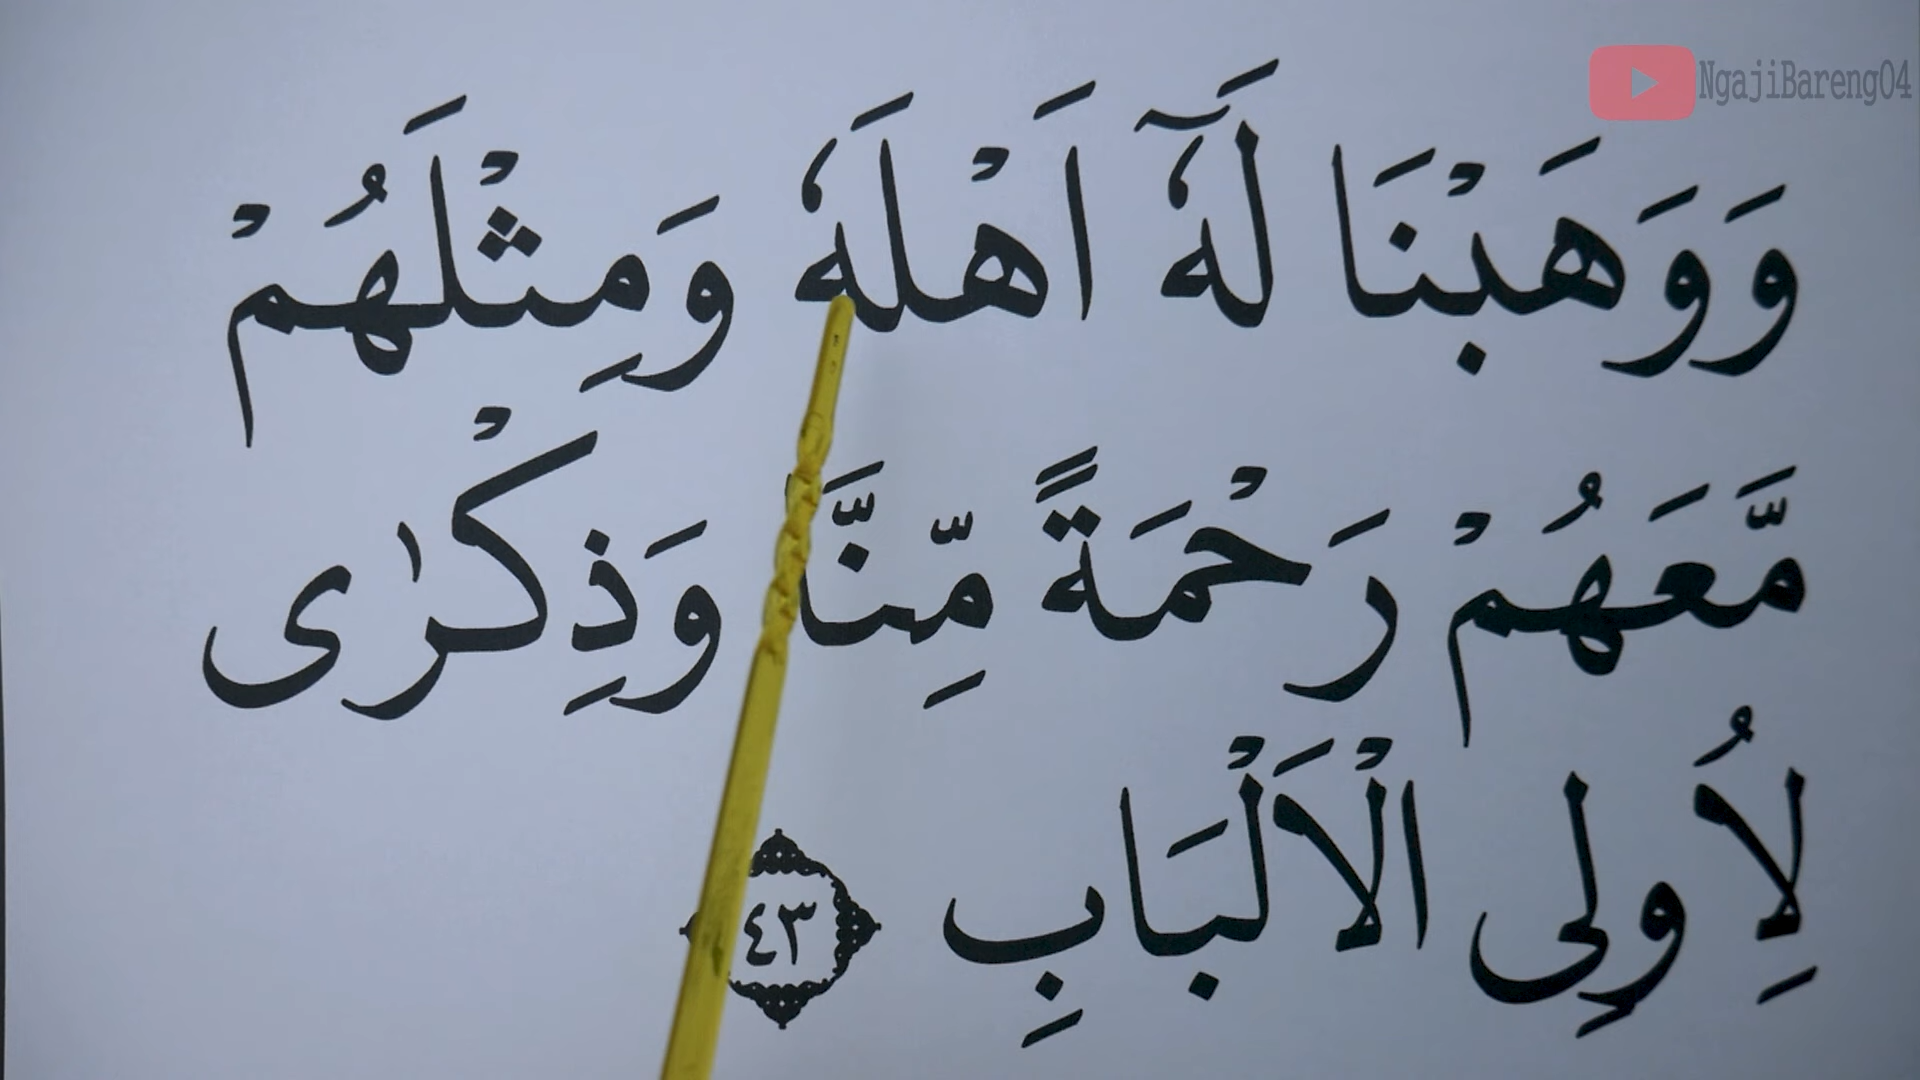 NgajiBareng04
وَوَهَبْنَا لَهٗٓ اَهْلَهٗ وَمِثْلَهُمْ
مَّعَهُمْ رَحْمَةً مِّنَّا وَذِكْرٰى
لِاُولِى الْاَلْبَابِ ٤٣